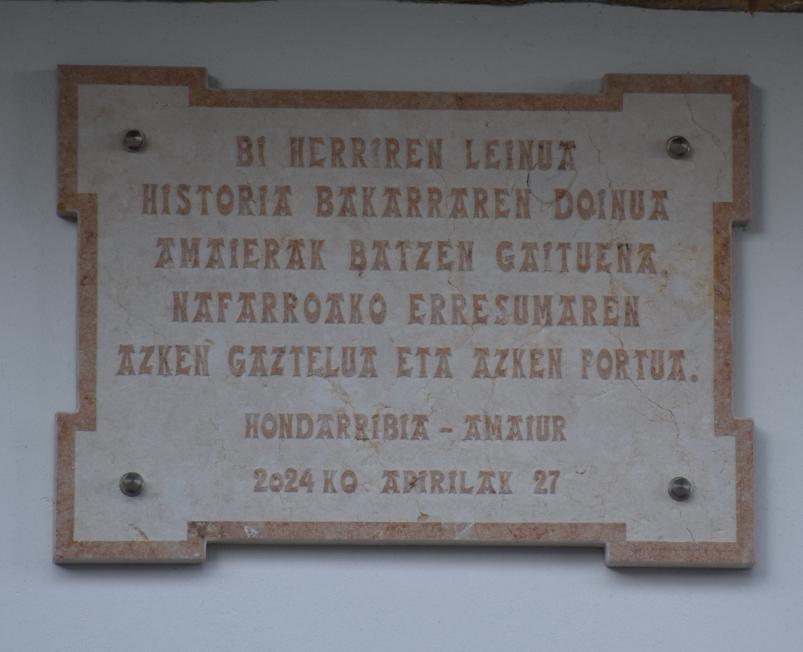 BI HERRIREN LEINUA
HISTORIA BAKARRAREN DOINUA
AMAIERAK BATZEN GAITUENA.
NAFARROAKO ERRESUMAREN
AZKEN GAZTELUA ETA AZKEN PORTUA.
HONDARRIBIA - AMAIUR
2024KO APIRILAK 27